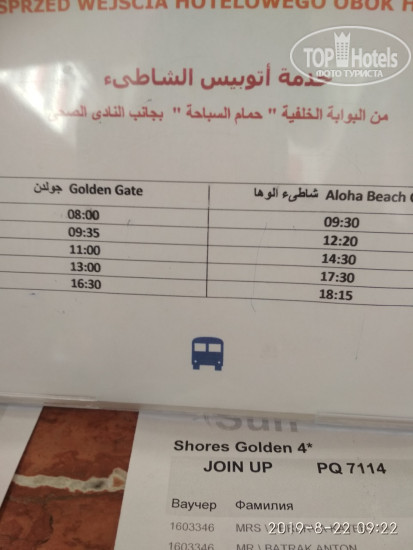 SPRZED WEJŚCIA HOTELOWEGO OBOK
TOP Hotels
ФОТО ТУРИСТА
خدمة أتوبيس الشاطىء
من البوابة الخلفية " حمام السباحة " بجانب النادى الصحى
جولدن Golden Gate
شاطىء الوها Aloha Beach
08:00 09:30
09:35 12:20
11:00 14:30
13:00 17:30
16:30 18:15
Sun
Shores Golden 4*
JOIN UP PQ 7114
Ваучер Фамилия
1603346 MRS
2019-8-22 09:22
1603346 MR \ BATRAK ANTON